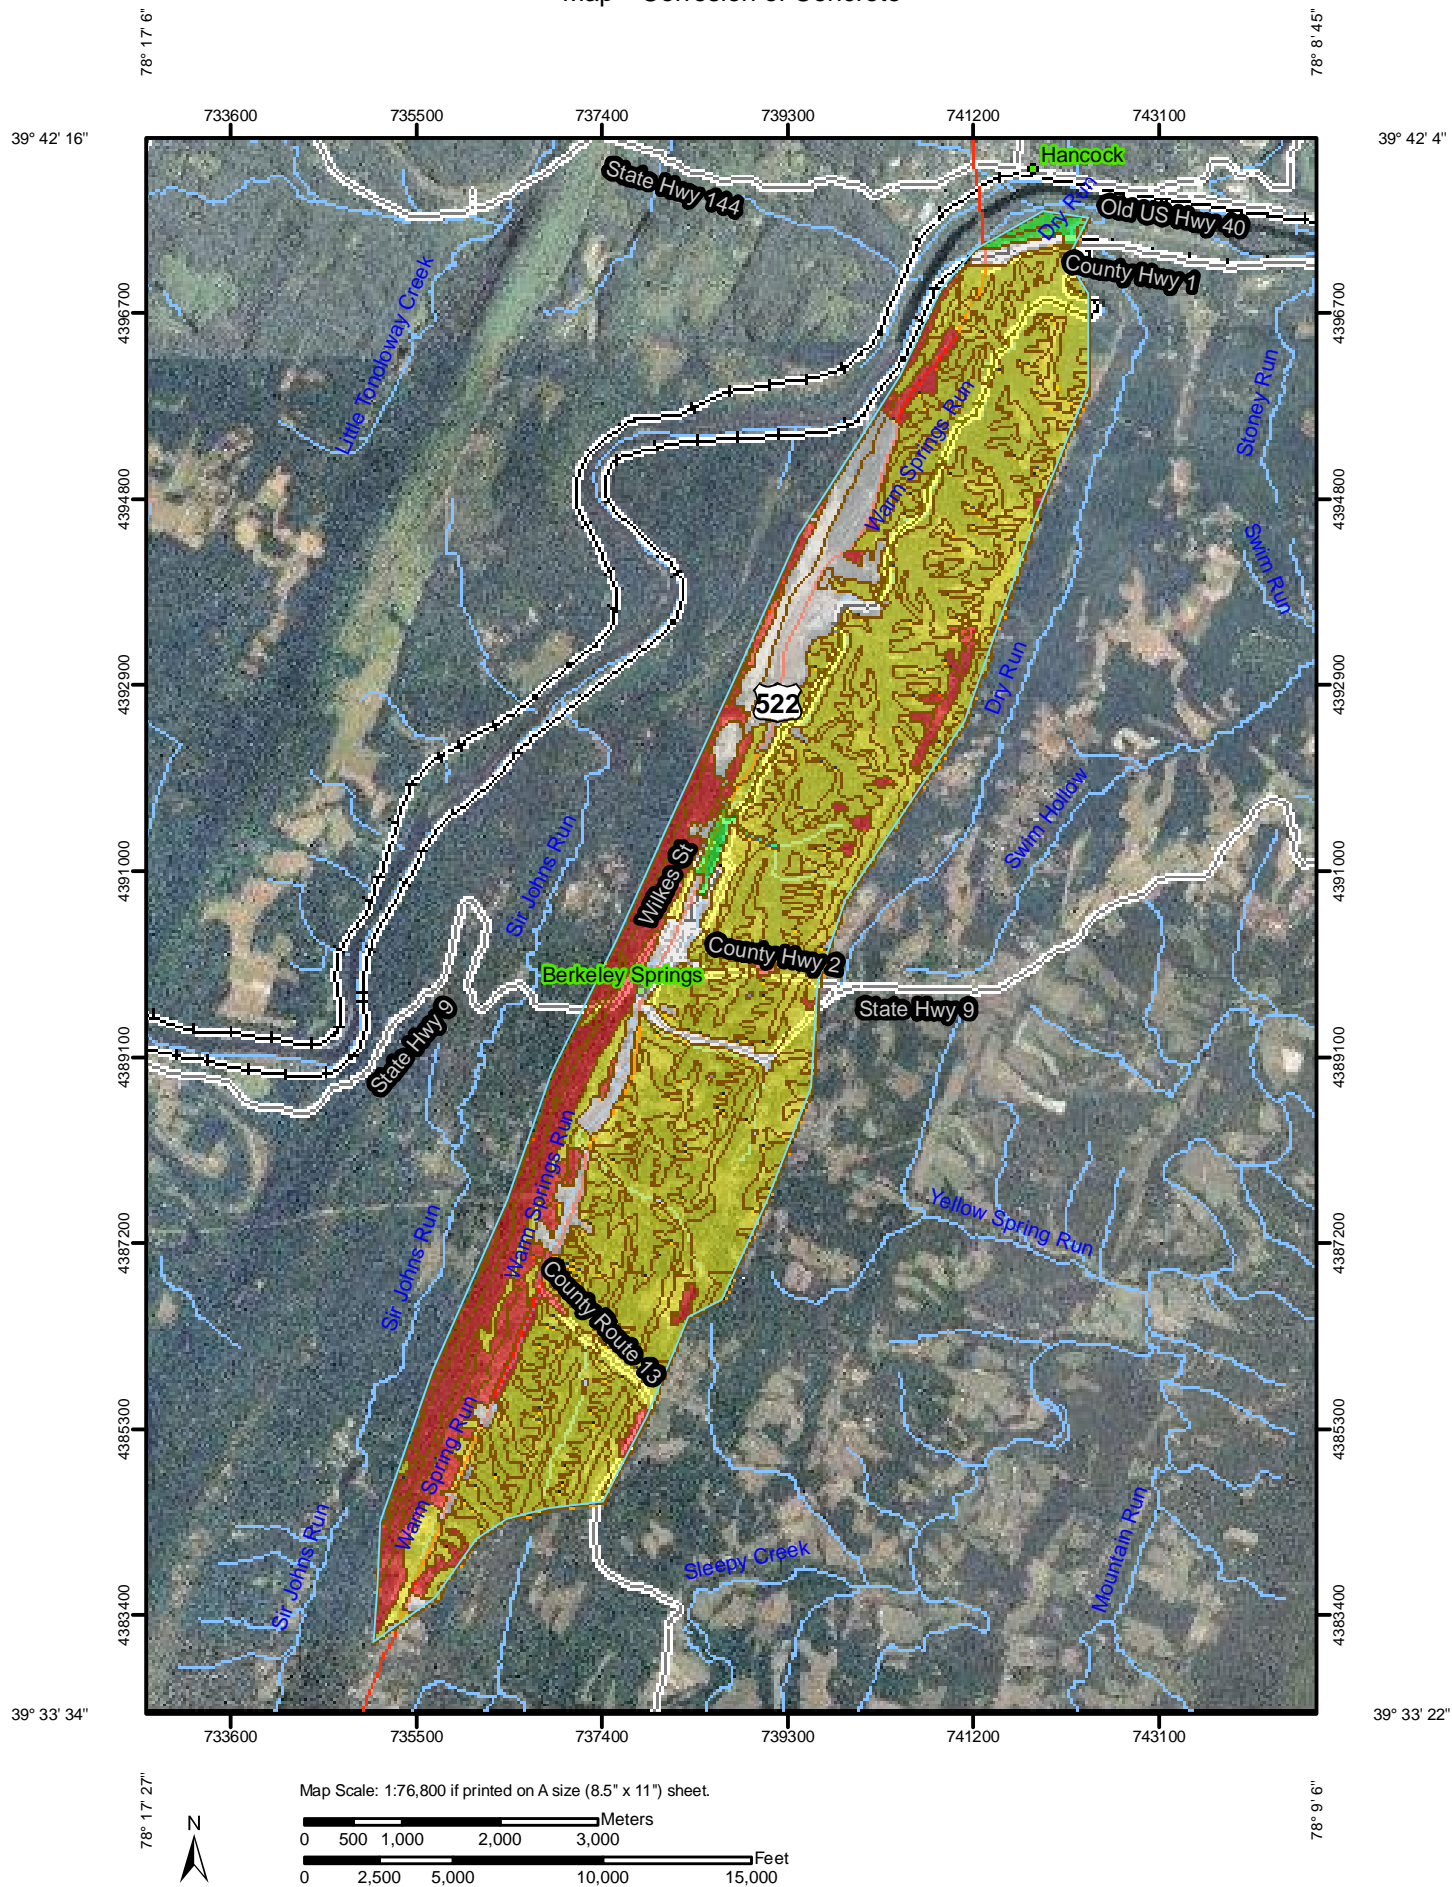 78° 17' 6"
78° 8' 45"
733600
735500
737400
739300
741200
743100
39° 42' 16"
39° 42' 4"
Hancock
State Hwy 144
Dry Run
Old US Hwy 40
County Hwy 1
Little Tonoloway Creek
4396700
4396700
Stoney Run
Warm Springs Run
4394800
4394800
Swim Run
4392900
4392900
522
Dry Run
Swim Hollow
Sir Johns Run
Wilkes St
4391000
4391000
County Hwy 2
Berkeley Springs
State Hwy 9
State Hwy 9
4389100
4389100
Warm Springs Run
Yellow Spring Run
Sir Johns Run
4387200
4387200
County Route 13
4385300
4385300
Warm Spring Run
Sir Johns Run
Sleepy Creek
Mountain Run
4383400
4383400
39° 33' 34"
39° 33' 22"
733600
735500
737400
739300
741200
743100
78° 17' 27"
78° 9' 6"
Map Scale: 1:76,800 if printed on A size (8.5" x 11") sheet.
N
Meters
0 500 1,000 2,000 3,000
Feet
0 2,500 5,000 10,000 15,000